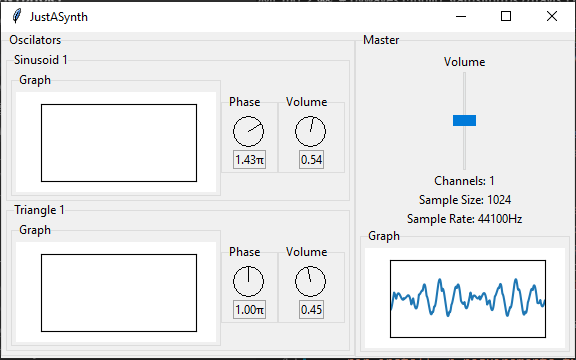 JustASynth
Oscilators
Sinusoid 1
Graph
Phase
Volume
1.43π
0.54
Triangle 1
Graph
Phase
Volume
1.00π
0.45
Master
Volume
Channels: 1
Sample Size: 1024
Sample Rate: 44100Hz
Graph